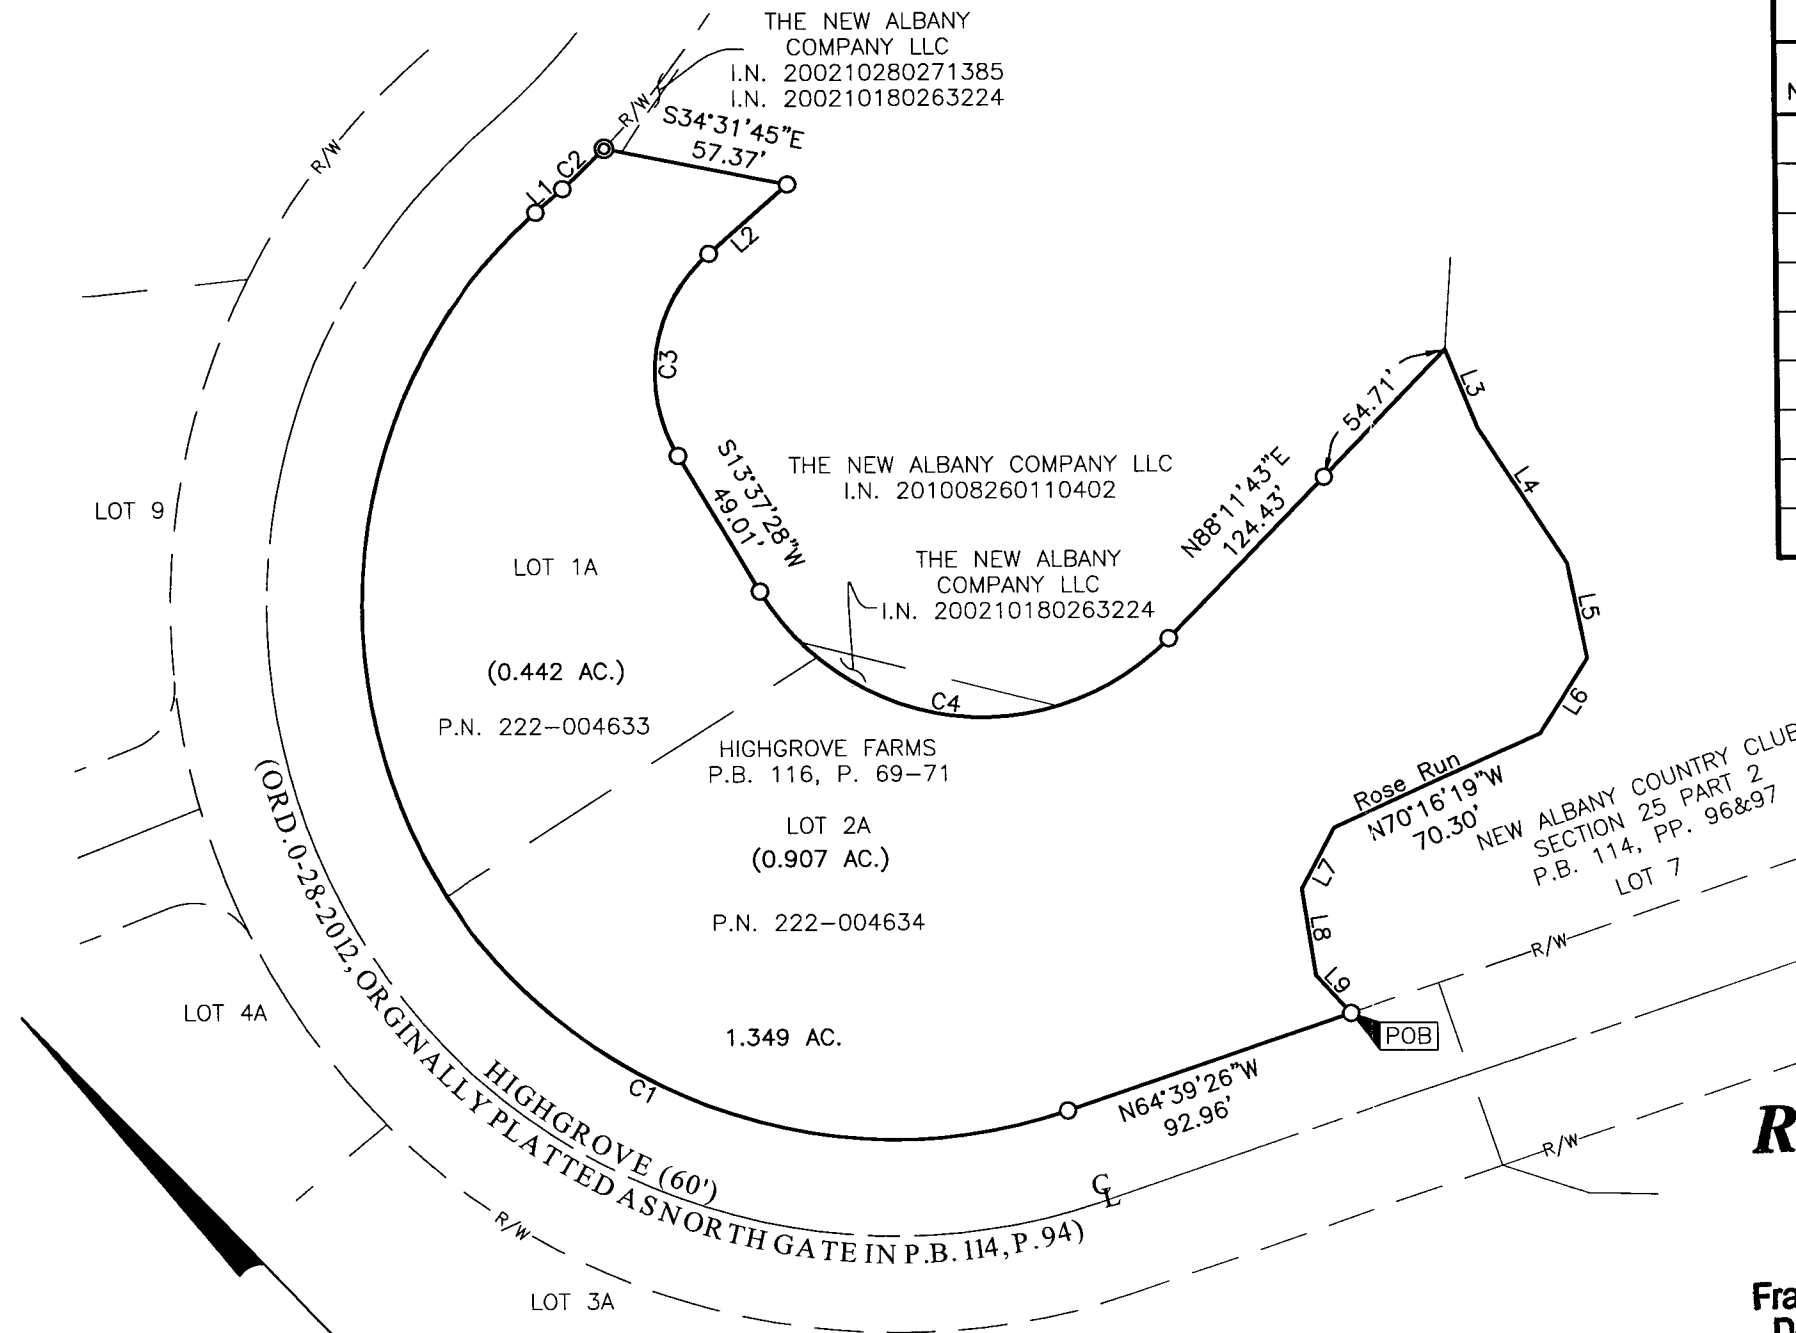 THE NEW ALBANY
COMPANY LLC
I.N. 200210280271385
I.N. 200210180263224
R/W
R/W
S34°31'45"E
57.37'
C2
L1
L2
C3
L3
54.71'
L4
S13°37'28"W
49.01'
THE NEW ALBANY COMPANY LLC
I.N. 201008260110402
N88°11'43"E
124.43'
LOT 9
LOT 1A
THE NEW ALBANY
COMPANY LLC
I.N. 200210180263224
L5
(0.442 AC.)
C4
L6
P.N. 222-004633
HIGHGROVE FARMS
P.B. 116, P. 69-71
Rose Run
N70°16'19"W
70.30'
NEW ALBANY COUNTRY CLUB
SECTION 25 PART 2
P.B. 114, PP. 96&97
LOT 7
LOT 2A
(0.907 AC.)
L7
P.N. 222-004634
L8
R/W
L9
LOT 4A
1.349 AC.
POB
C1
N64°39'26"W
92.96'
HIGHGROVE (60')
(ORD.0-28-2012, ORGINALLY PLATTED AS NORTH GATE IN P.B. 114, P.94)
CL
R/W
R/W
LOT 3A
R
Fra